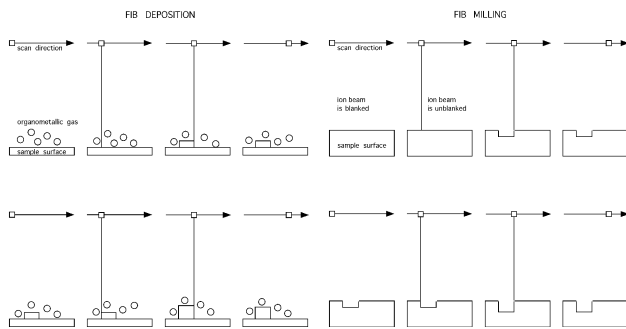 FIB DEPOSITION
FIB MILLING
scan direction
scan direction
ion beam
is blanked
ion beam
is unblanked
organometallic gas
sample surface
sample surface